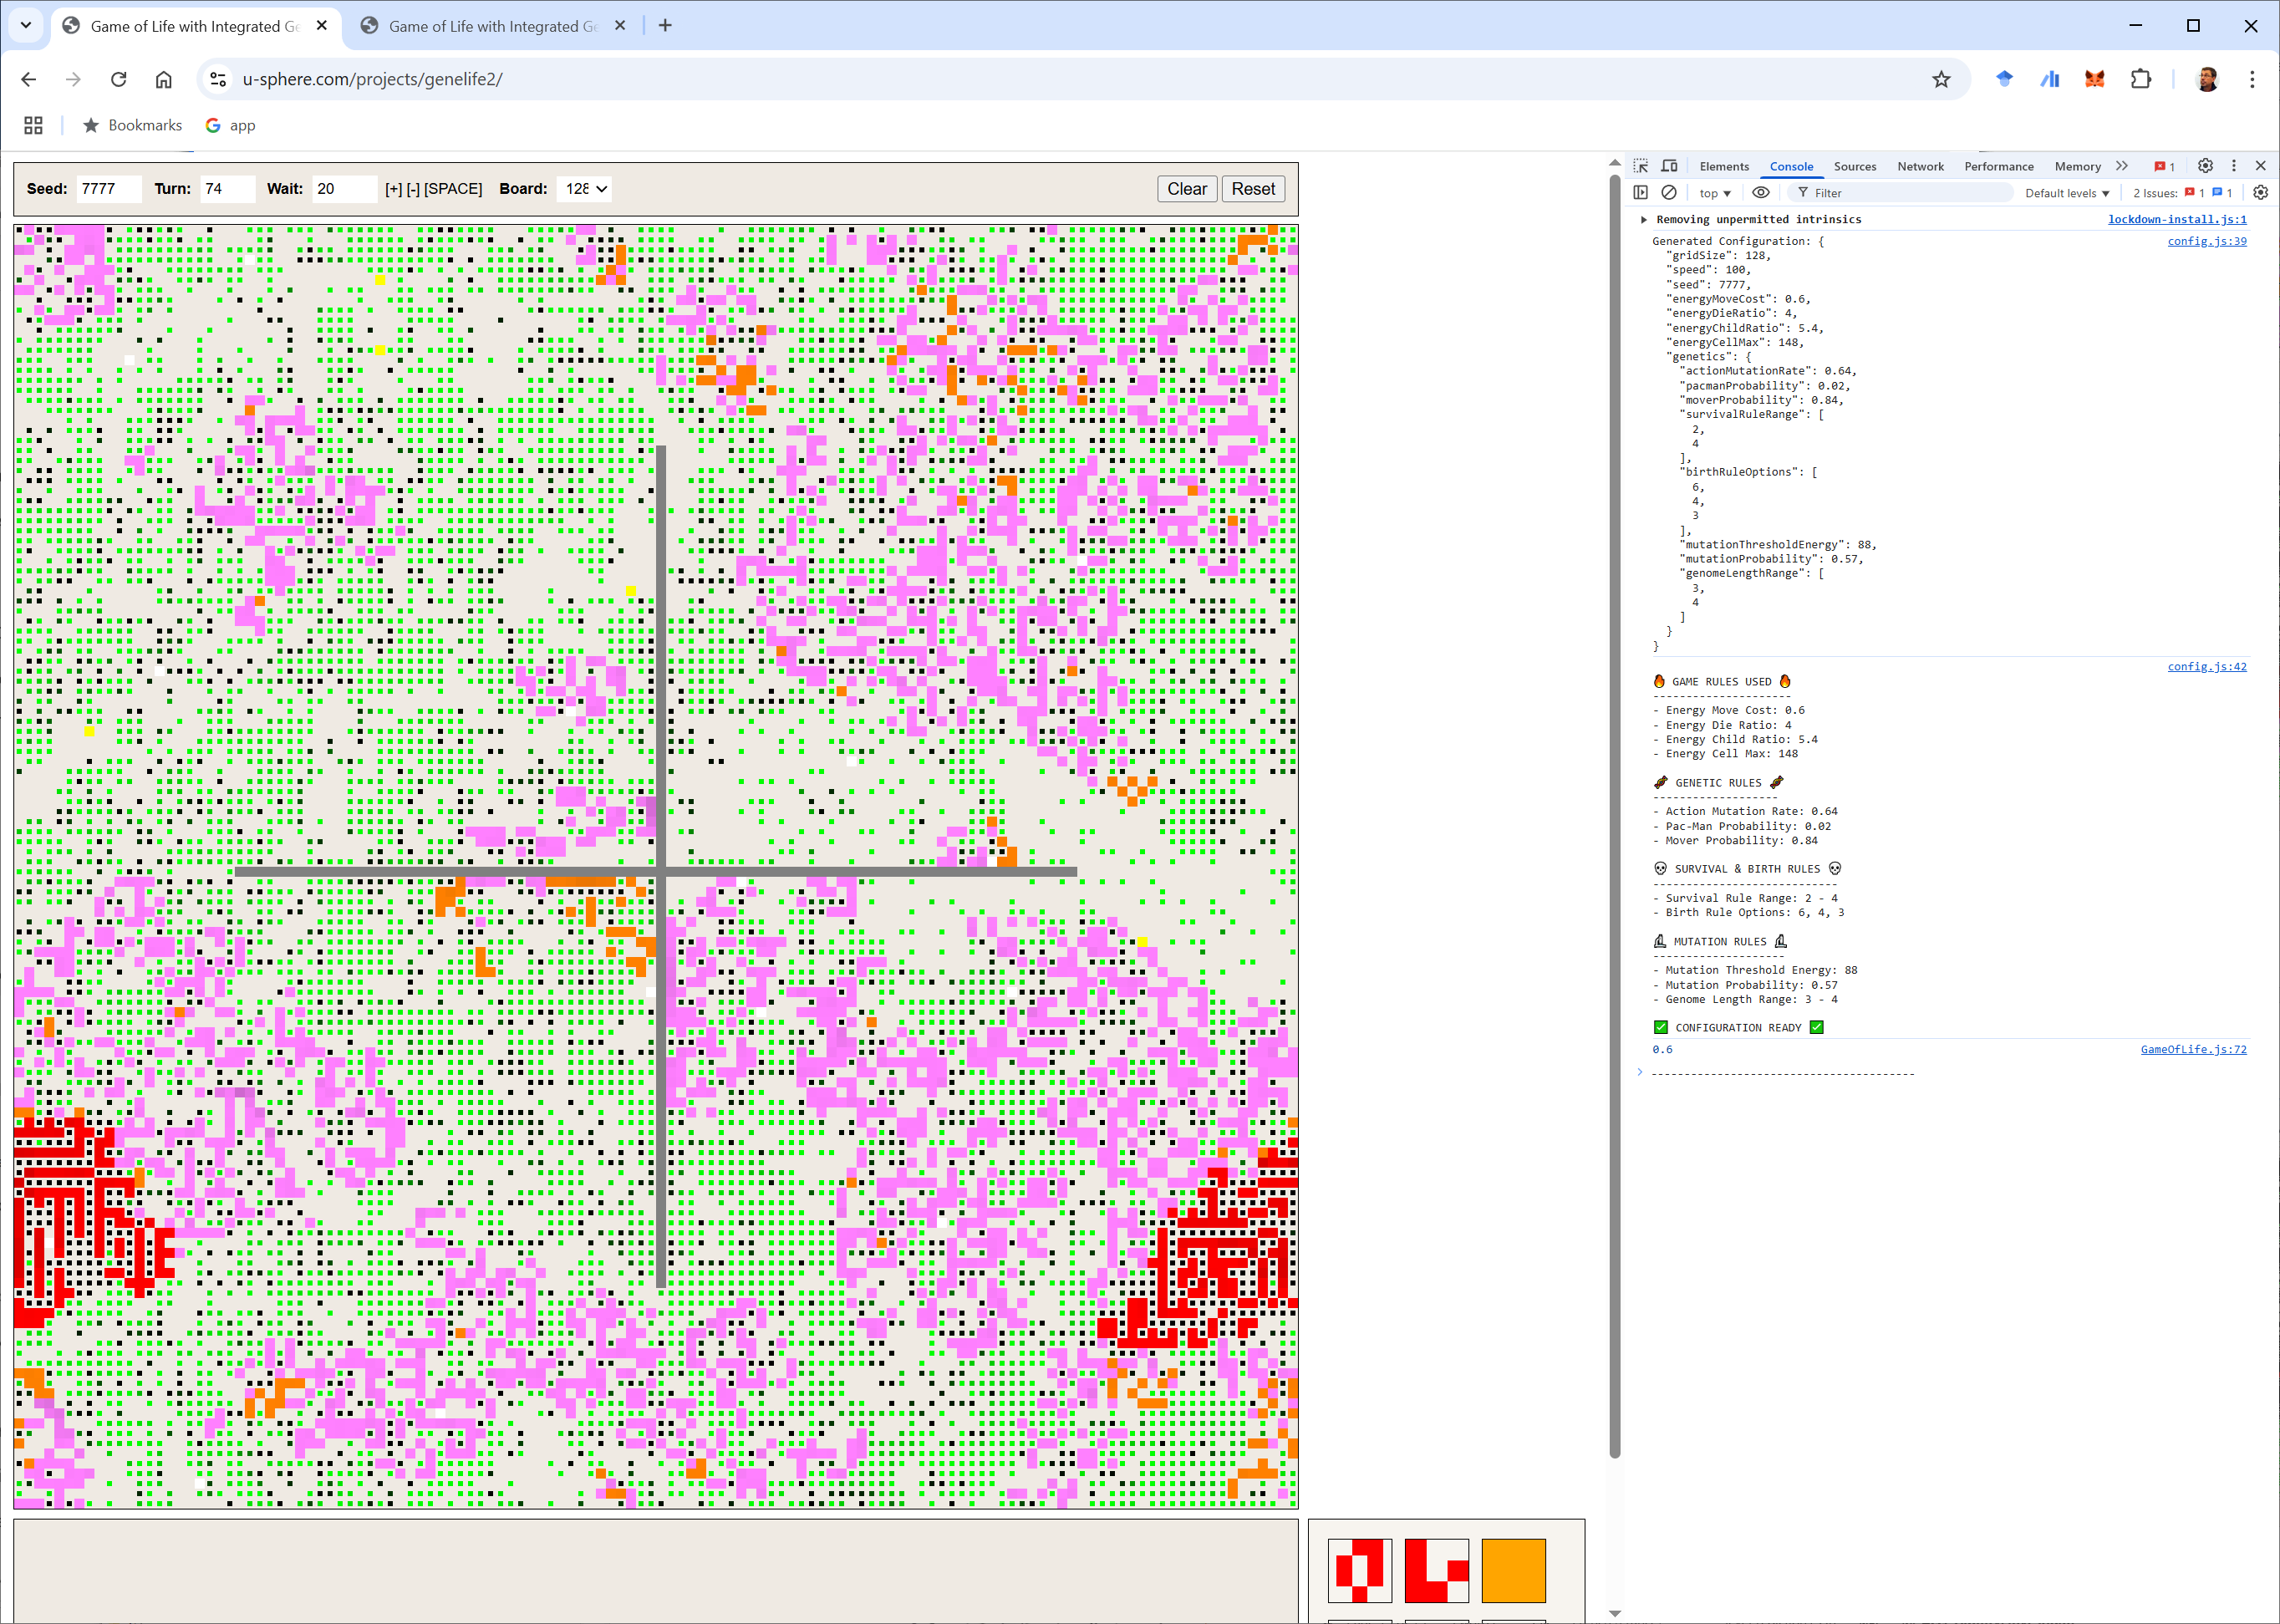 Game of Life with Integrated Ge
Game of Life with Integrated Ge
u-sphere.com/projects/genelife2/
Bookmarks
app
Seed: 7777 Turn: 74 Wait: 20 [+] [-] [SPACE] Board: 128 Clear Reset
Elements Console Sources Network Performance Memory 1
top Filter Default levels 2 Issues: 1 1
Removing unpermitted intrinsics lockdown-install.js:1
Generated Configuration: { config.js:39
"gridSize": 128,
"speed": 100,
"seed": 7777,
"energyMoveCost": 0.6,
"energyDieRatio": 4,
"energyChildRatio": 5.4,
"energyCellMax": 148,
"genetics": {
"actionMutationRate": 0.64,
"pacmanProbability": 0.02,
"moverProbability": 0.84,
"survivalRuleRange": [
2,
4
],
"birthRuleOptions": [
6,
4,
3
],
"mutationThresholdEnergy": 88,
"mutationProbability": 0.57,
"genomeLengthRange": [
3,
4
]
}
}
config.js:42
GAME RULES USED
---------------------
- Energy Move Cost: 0.6
- Energy Die Ratio: 4
- Energy Child Ratio: 5.4
- Energy Cell Max: 148
GENETIC RULES
-------------------
- Action Mutation Rate: 0.64
- Pac-Man Probability: 0.02
- Mover Probability: 0.84
SURVIVAL & BIRTH RULES
----------------------------
- Survival Rule Range: 2 - 4
- Birth Rule Options: 6, 4, 3
MUTATION RULES
--------------------
- Mutation Threshold Energy: 88
- Mutation Probability: 0.57
- Genome Length Range: 3 - 4
CONFIGURATION READY
0.6 GameOfLife.js:72
----------------------------------------